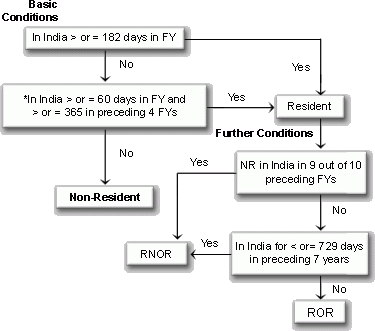 Basic
Conditions
In India > or = 182 days in FY
No
Yes
*In India > or = 60 days in FY and
> or = 365 in preceding 4 FYs
Yes
Resident
Further Conditions
No
Yes
NR in India in 9 out of 10
preceding FYs
Non-Resident
No
RNOR
Yes
In India for < or= 729 days
in preceding 7 years
No
ROR